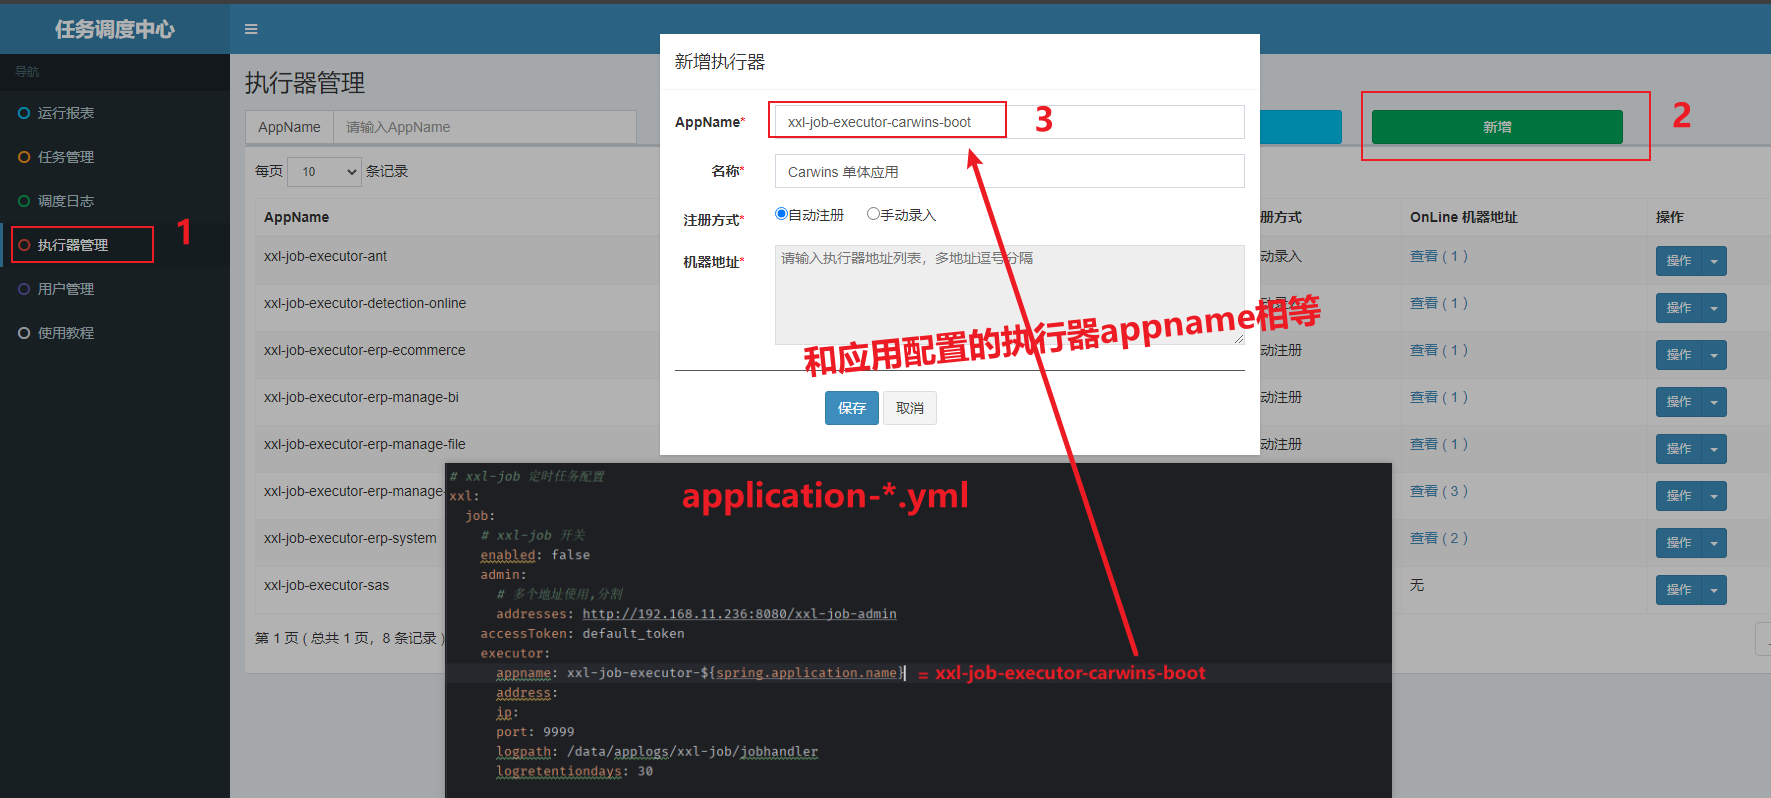 任务调度中心
导航
运行报表
任务管理
调度日志
执行器管理
1
用户管理
使用教程
执行器管理
AppName 请输入AppName
新增
2
每页 10 条记录
AppName
册方式 OnLine 机器地址 操作
xxl-job-executor-ant
动录入 查看 ( 1 ) 操作
xxl-job-executor-detection-online
查看 ( 1 ) 操作
xxl-job-executor-erp-ecommerce
动注册 查看 ( 1 ) 操作
xxl-job-executor-erp-manage-bi
动注册 查看 ( 1 ) 操作
xxl-job-executor-erp-manage-file
动注册 查看 ( 1 ) 操作
xxl-job-executor-erp-manage-
查看 ( 3 ) 操作
xxl-job-executor-erp-system
查看 ( 2 ) 操作
xxl-job-executor-sas
无 操作
第 1 页 ( 总共 1 页，8 条记录 )
新增执行器
AppName* xxl-job-executor-carwins-boot
3
名称* Carwins 单体应用
注册方式* 自动注册 手动录入
机器地址* 请输入执行器地址列表，多地址逗号分隔
和应用配置的执行器appname相等
保存 取消
# xxl-job 定时任务配置
application-*.yml
xxl:
job:
# xxl-job 开关
enabled: false
admin:
# 多个地址使用,分割
addresses: http://192.168.11.236:8080/xxl-job-admin
accessToken: default_token
executor:
appname: xxl-job-executor-${spring.application.name} = xxl-job-executor-carwins-boot
address:
ip:
port: 9999
logpath: /data/applogs/xxl-job/jobhandler
logretentiondays: 30